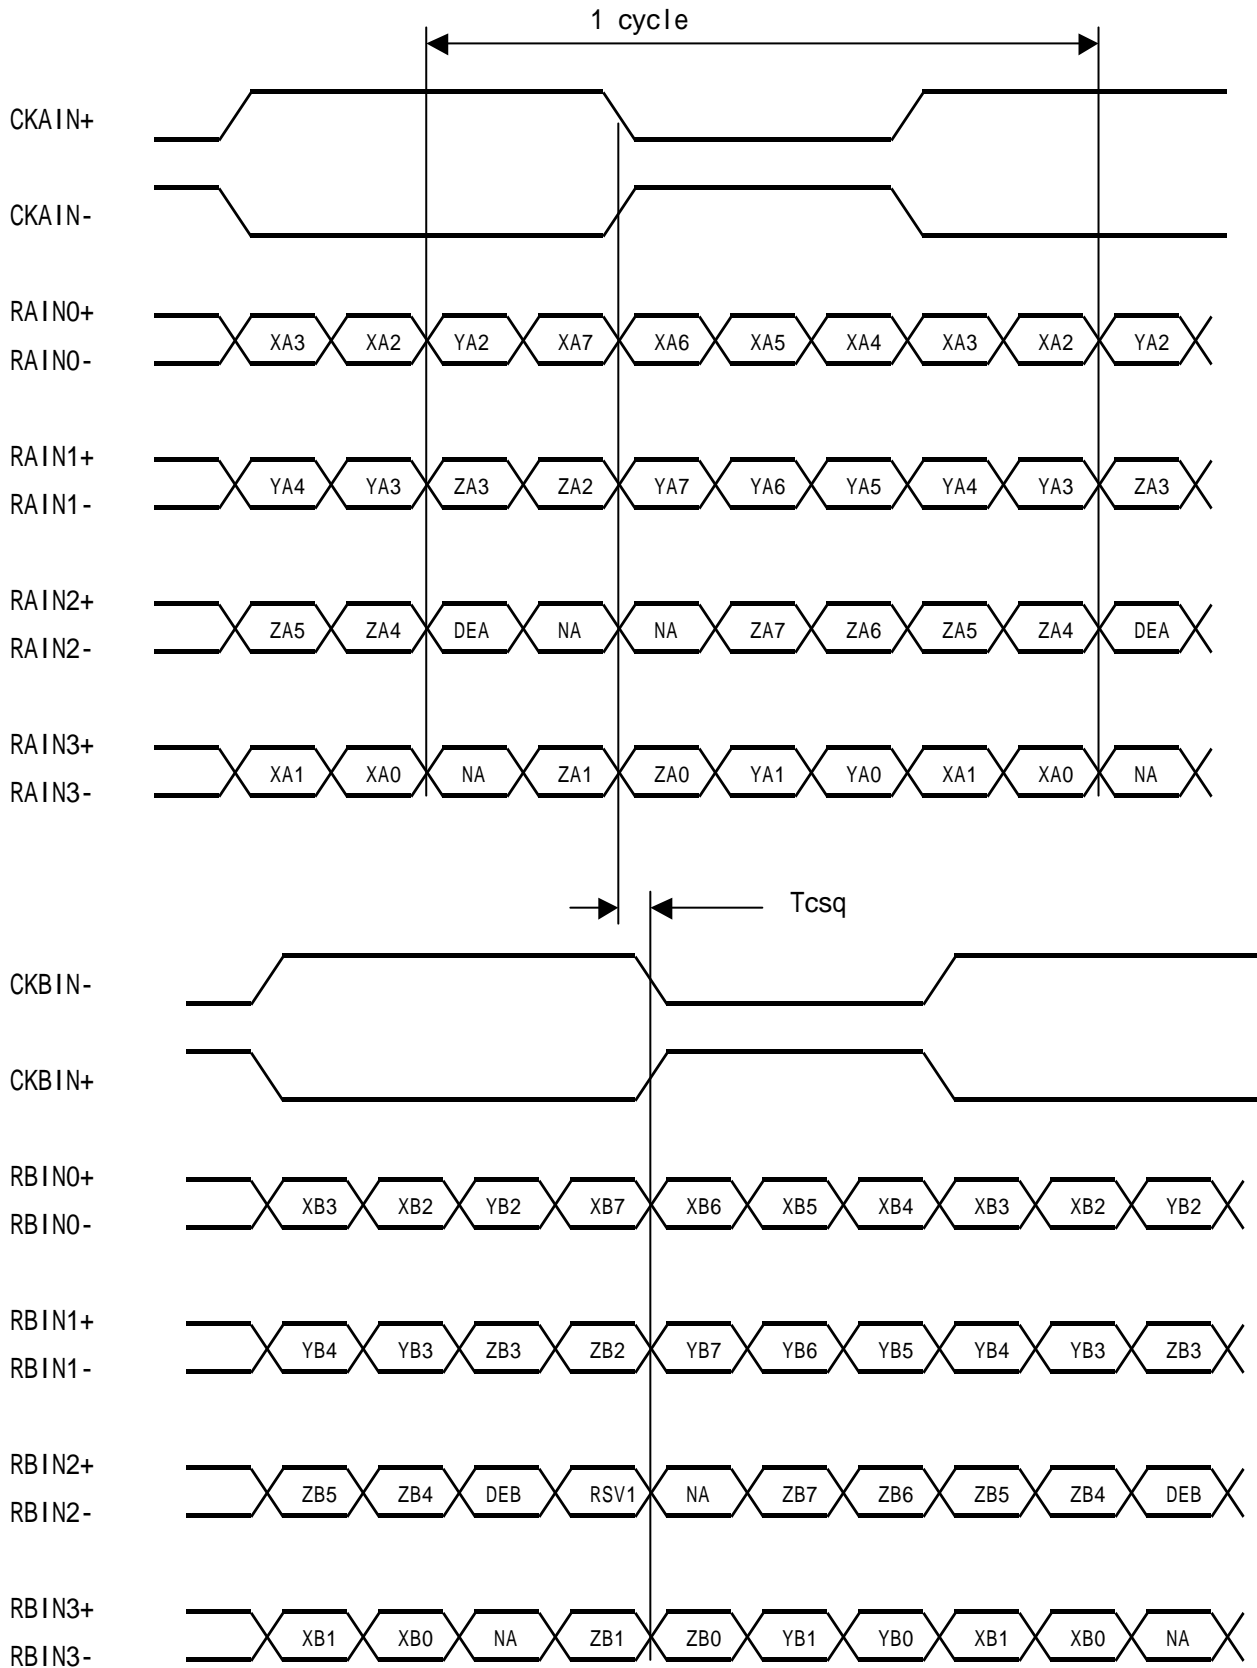 1 cycle
CKAIN+
CKAIN-
RAIN0+
XA3 XA2 YA2 XA7 XA6 XA5 XA4 XA3 XA2 YA2
RAIN0-
RAIN1+
YA4 YA3 ZA3 ZA2 YA7 YA6 YA5 YA4 YA3 ZA3
RAIN1-
RAIN2+
ZA5 ZA4 DEA NA NA ZA7 ZA6 ZA5 ZA4 DEA
RAIN2-
RAIN3+
XA1 XA0 NA ZA1 ZA0 YA1 YA0 XA1 XA0 NA
RAIN3-
Tcsq
CKBIN-
CKBIN+
RBIN0+
XB3 XB2 YB2 XB7 XB6 XB5 XB4 XB3 XB2 YB2
RBIN0-
RBIN1+
YB4 YB3 ZB3 ZB2 YB7 YB6 YB5 YB4 YB3 ZB3
RBIN1-
RBIN2+
ZB5 ZB4 DEB RSV1 NA ZB7 ZB6 ZB5 ZB4 DEB
RBIN2-
RBIN3+
XB1 XB0 NA ZB1 ZB0 YB1 YB0 XB1 XB0 NA
RBIN3-